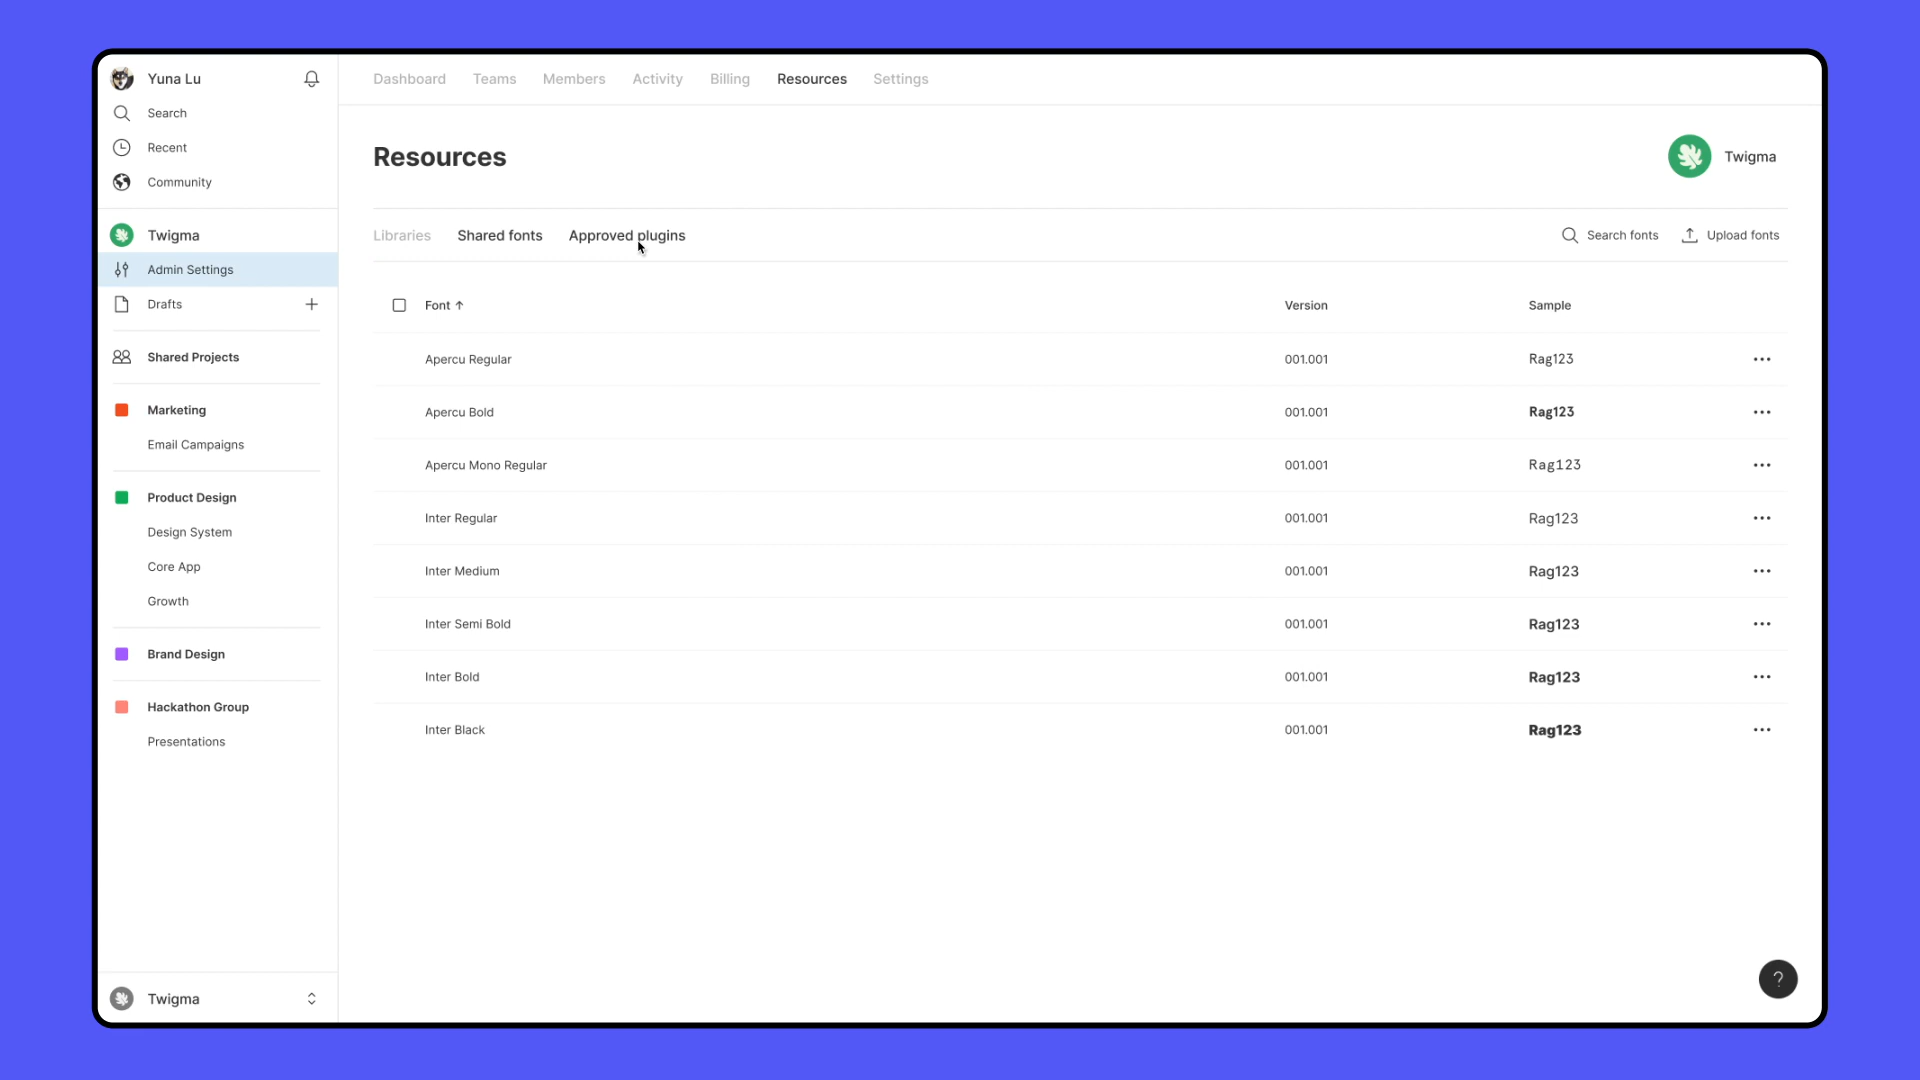 Yuna Lu
Search
Recent
Community
Twigma
Admin Settings
Drafts
Shared Projects
Marketing
Email Campaigns
Product Design
Design System
Core App
Growth
Brand Design
Hackathon Group
Presentations
Twigma
Dashboard Teams Members Activity Billing Resources Settings
Resources
Twigma
Libraries Shared fonts Approved plugins Search fonts Upload fonts
Font ↑ Version Sample
Apercu Regular 001.001 Rag123
Apercu Bold 001.001 Rag123
Apercu Mono Regular 001.001 Rag123
Inter Regular 001.001 Rag123
Inter Medium 001.001 Rag123
Inter Semi Bold 001.001 Rag123
Inter Bold 001.001 Rag123
Inter Black 001.001 Rag123
?